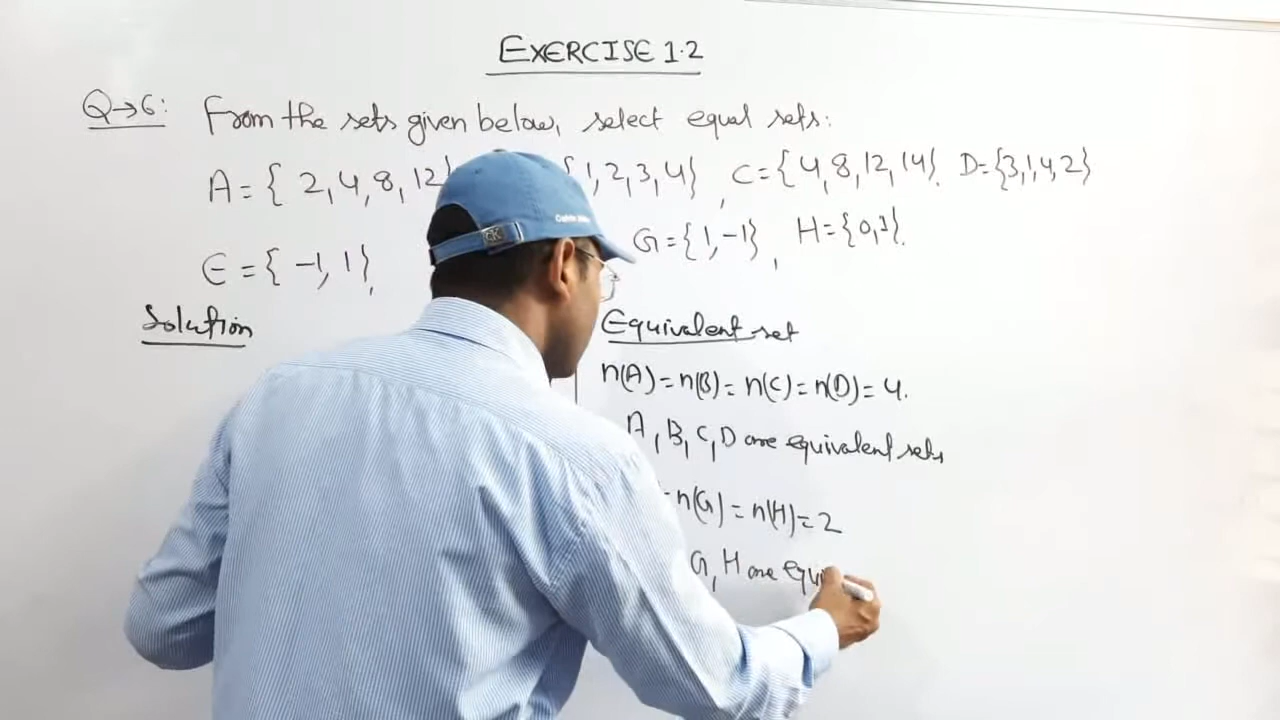 EXERCISE 1.2
Q→6: From the sets given below, select equal sets:
A = { 2, 4, 8, 12 1, 2, 3, 4} , C = {4, 8, 12, 14}. D = {3, 1, 4, 2}
E = { -1, 1}, G = {1, -1} , H = {0, 1}.
Solution
Equivalent set
n(A) = n(B) = n(C) = n(D) = 4.
A, B, C, D are equivalent sets
= n(G) = n(H) = 2
G, H are equi
CK